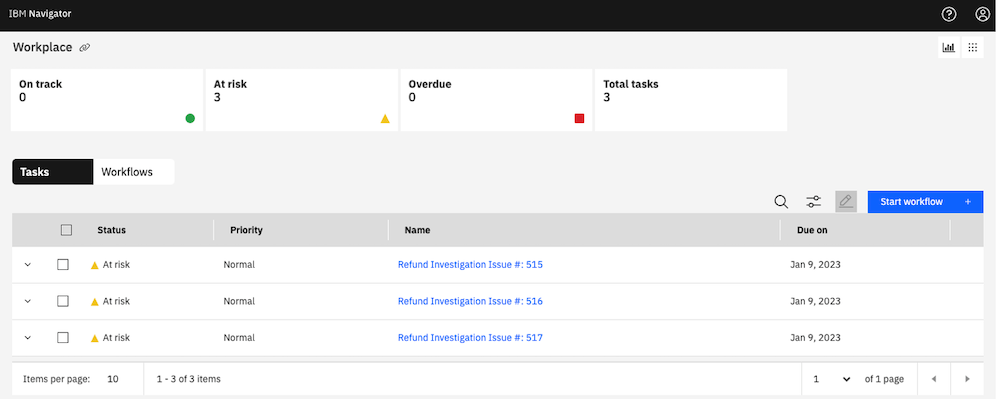 IBM Navigator
Workplace
On track
0
At risk
3
Overdue
0
Total tasks
3
Tasks Workflows
Start workflow +
Status Priority Name Due on
At risk Normal Refund Investigation Issue #: 515 Jan 9, 2023
At risk Normal Refund Investigation Issue #: 516 Jan 9, 2023
At risk Normal Refund Investigation Issue #: 517 Jan 9, 2023
Items per page: 10 1 - 3 of 3 items 1 of 1 page